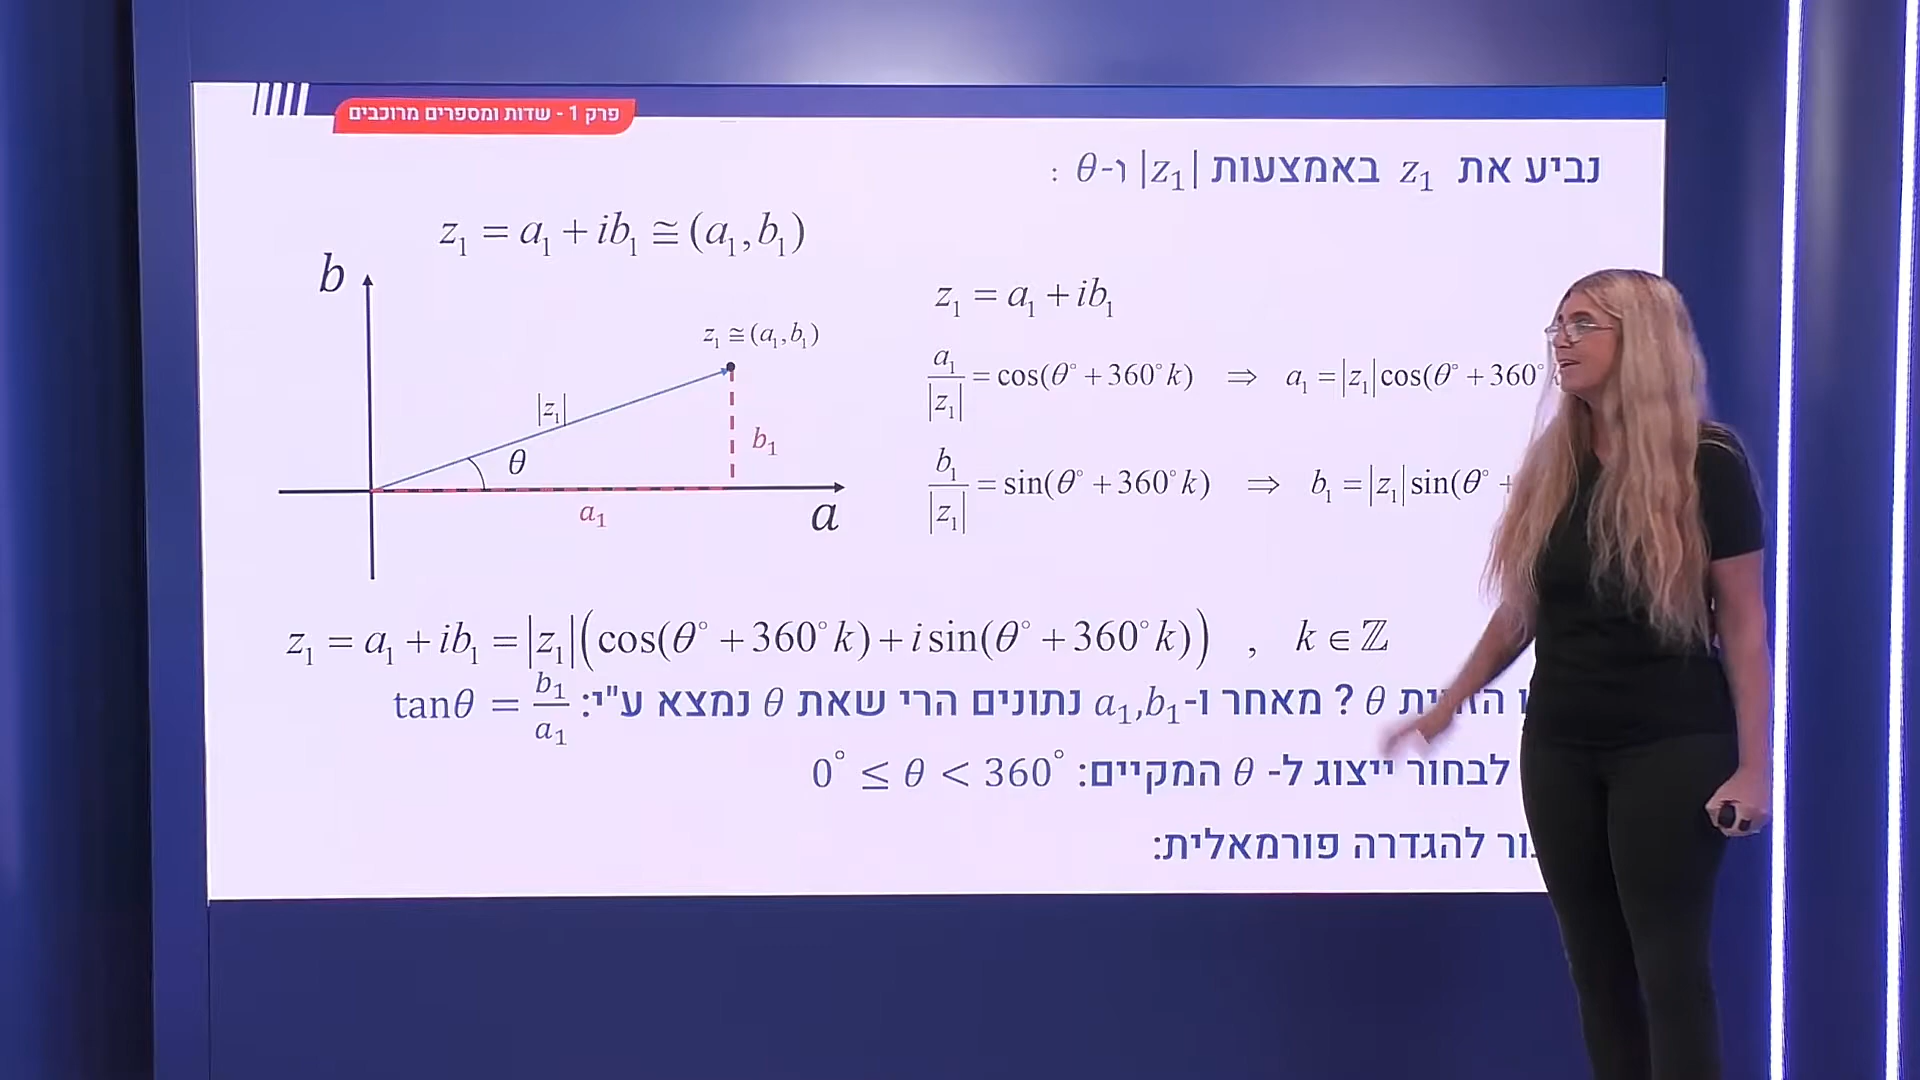 פרק 1 - שדות ומספרים מרוכבים
נביע את z₁ באמצעות |z₁| ו-θ :
z₁ = a₁ + ib₁ ≅ (a₁, b₁)
b
z₁ ≅ (a₁, b₁)
|z₁|
θ
b₁
a₁
a
z₁ = a₁ + ib₁
a₁/|z₁| = cos(θ° + 360°k) ⇒ a₁ = |z₁|cos(θ° + 360°
b₁/|z₁| = sin(θ° + 360°k) ⇒ b₁ = |z₁|sin(θ° +
z₁ = a₁ + ib₁ = |z₁|(cos(θ° + 360°k) + i sin(θ° + 360°k)) , k ∈ ℤ
θ ? מאחר ו-a₁,b₁ נתונים הרי שאת θ נמצא ע"י: tanθ = b₁/a₁
לבחור ייצוג ל- θ המקיים: 0° ≤ θ < 360°
להגדרה פורמאלית: